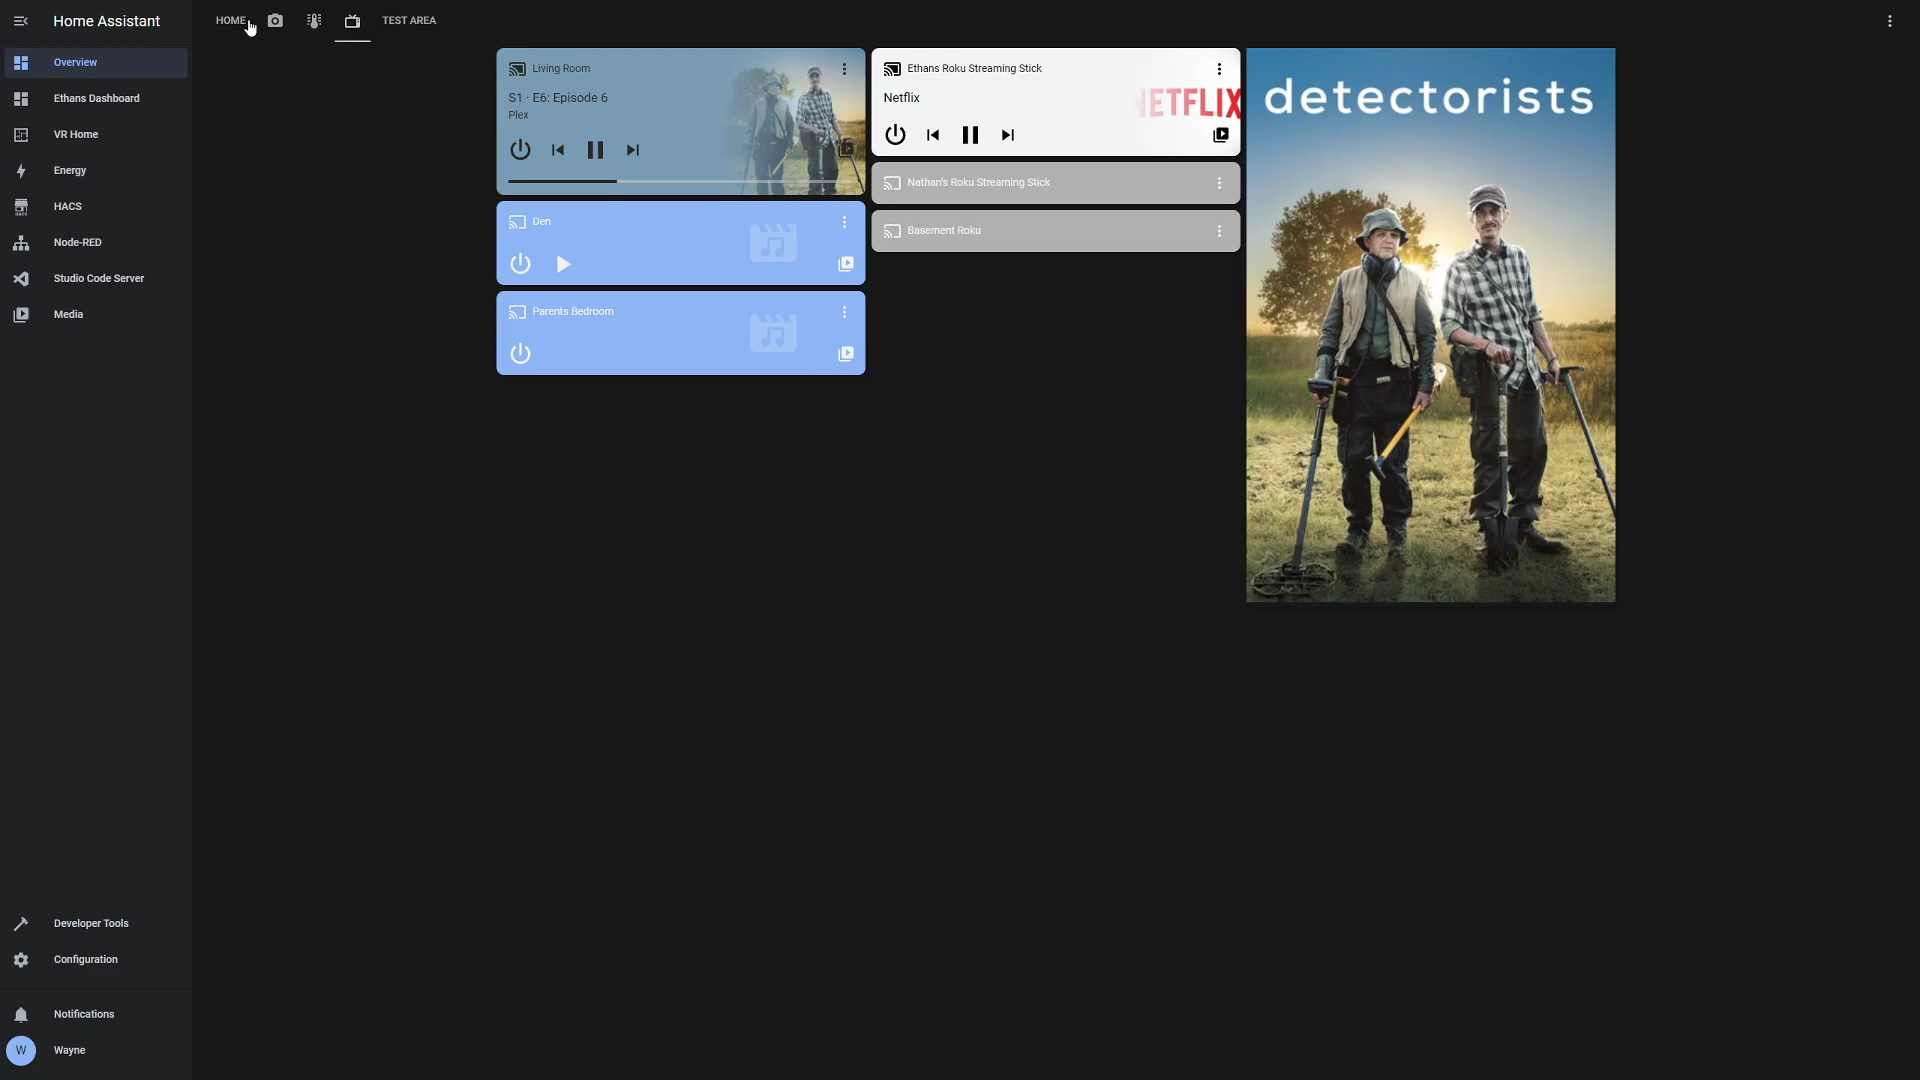 Home Assistant
HOME
TEST AREA
Overview
Ethans Dashboard
VR Home
Energy
HACS
Node-RED
Studio Code Server
Media
Living Room
S1 · E6: Episode 6
Plex
Den
Parents Bedroom
Ethans Roku Streaming Stick
Netflix
NETFLIX
Nathan's Roku Streaming Stick
Basement Roku
detectorists
Developer Tools
Configuration
Notifications
W
Wayne